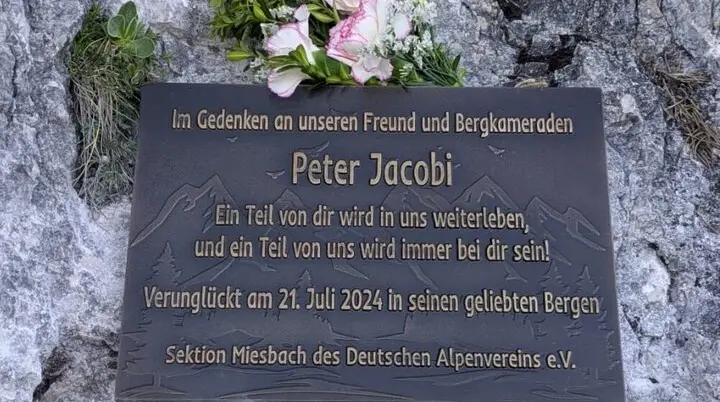 Im Gedenken an unseren Freund und Bergkameraden
Peter Jacobi
Ein Teil von dir wird in uns weiterleben,
und ein Teil von uns wird immer bei dir sein!
Verunglückt am 21. Juli 2024 in seinen geliebten Bergen
Sektion Miesbach des Deutschen Alpenvereins e.V.